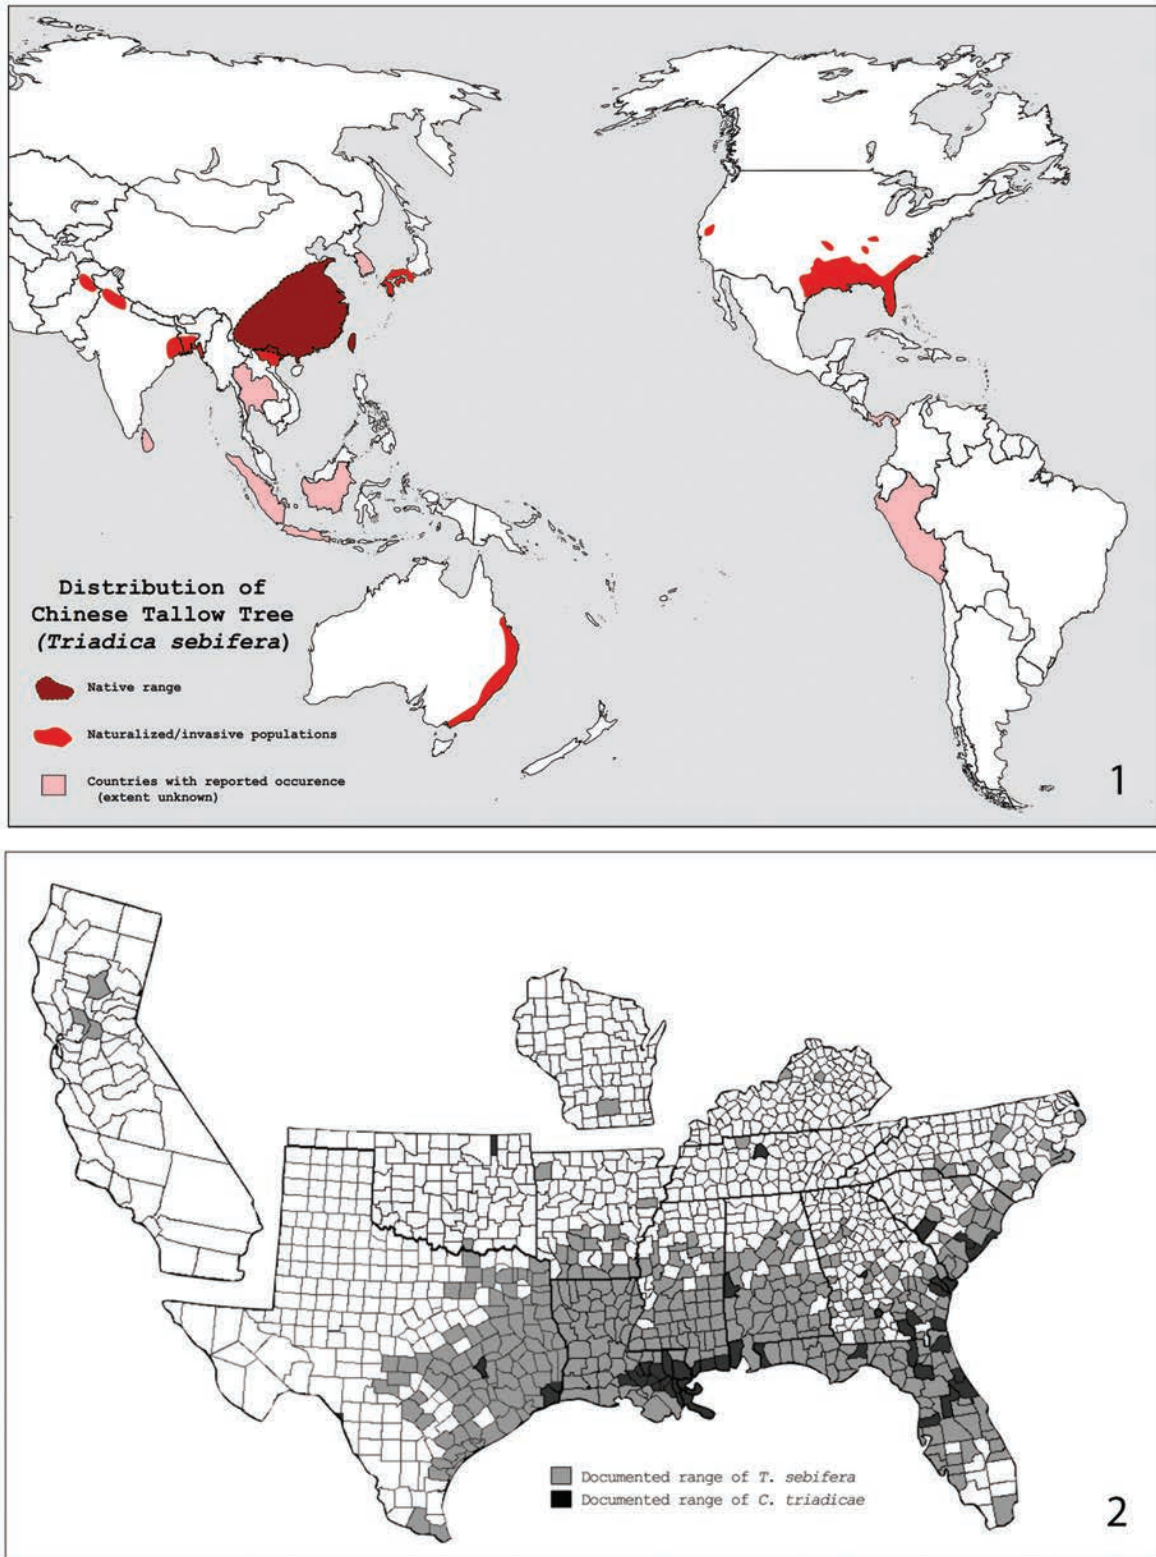 Distribution of
Chinese Tallow Tree
(Triadica sebifera)
Native range
Naturalized/invasive populations
Countries with reported occurence
(extent unknown)
1
Documented range of T. sebifera
Documented range of C. triadicae
2